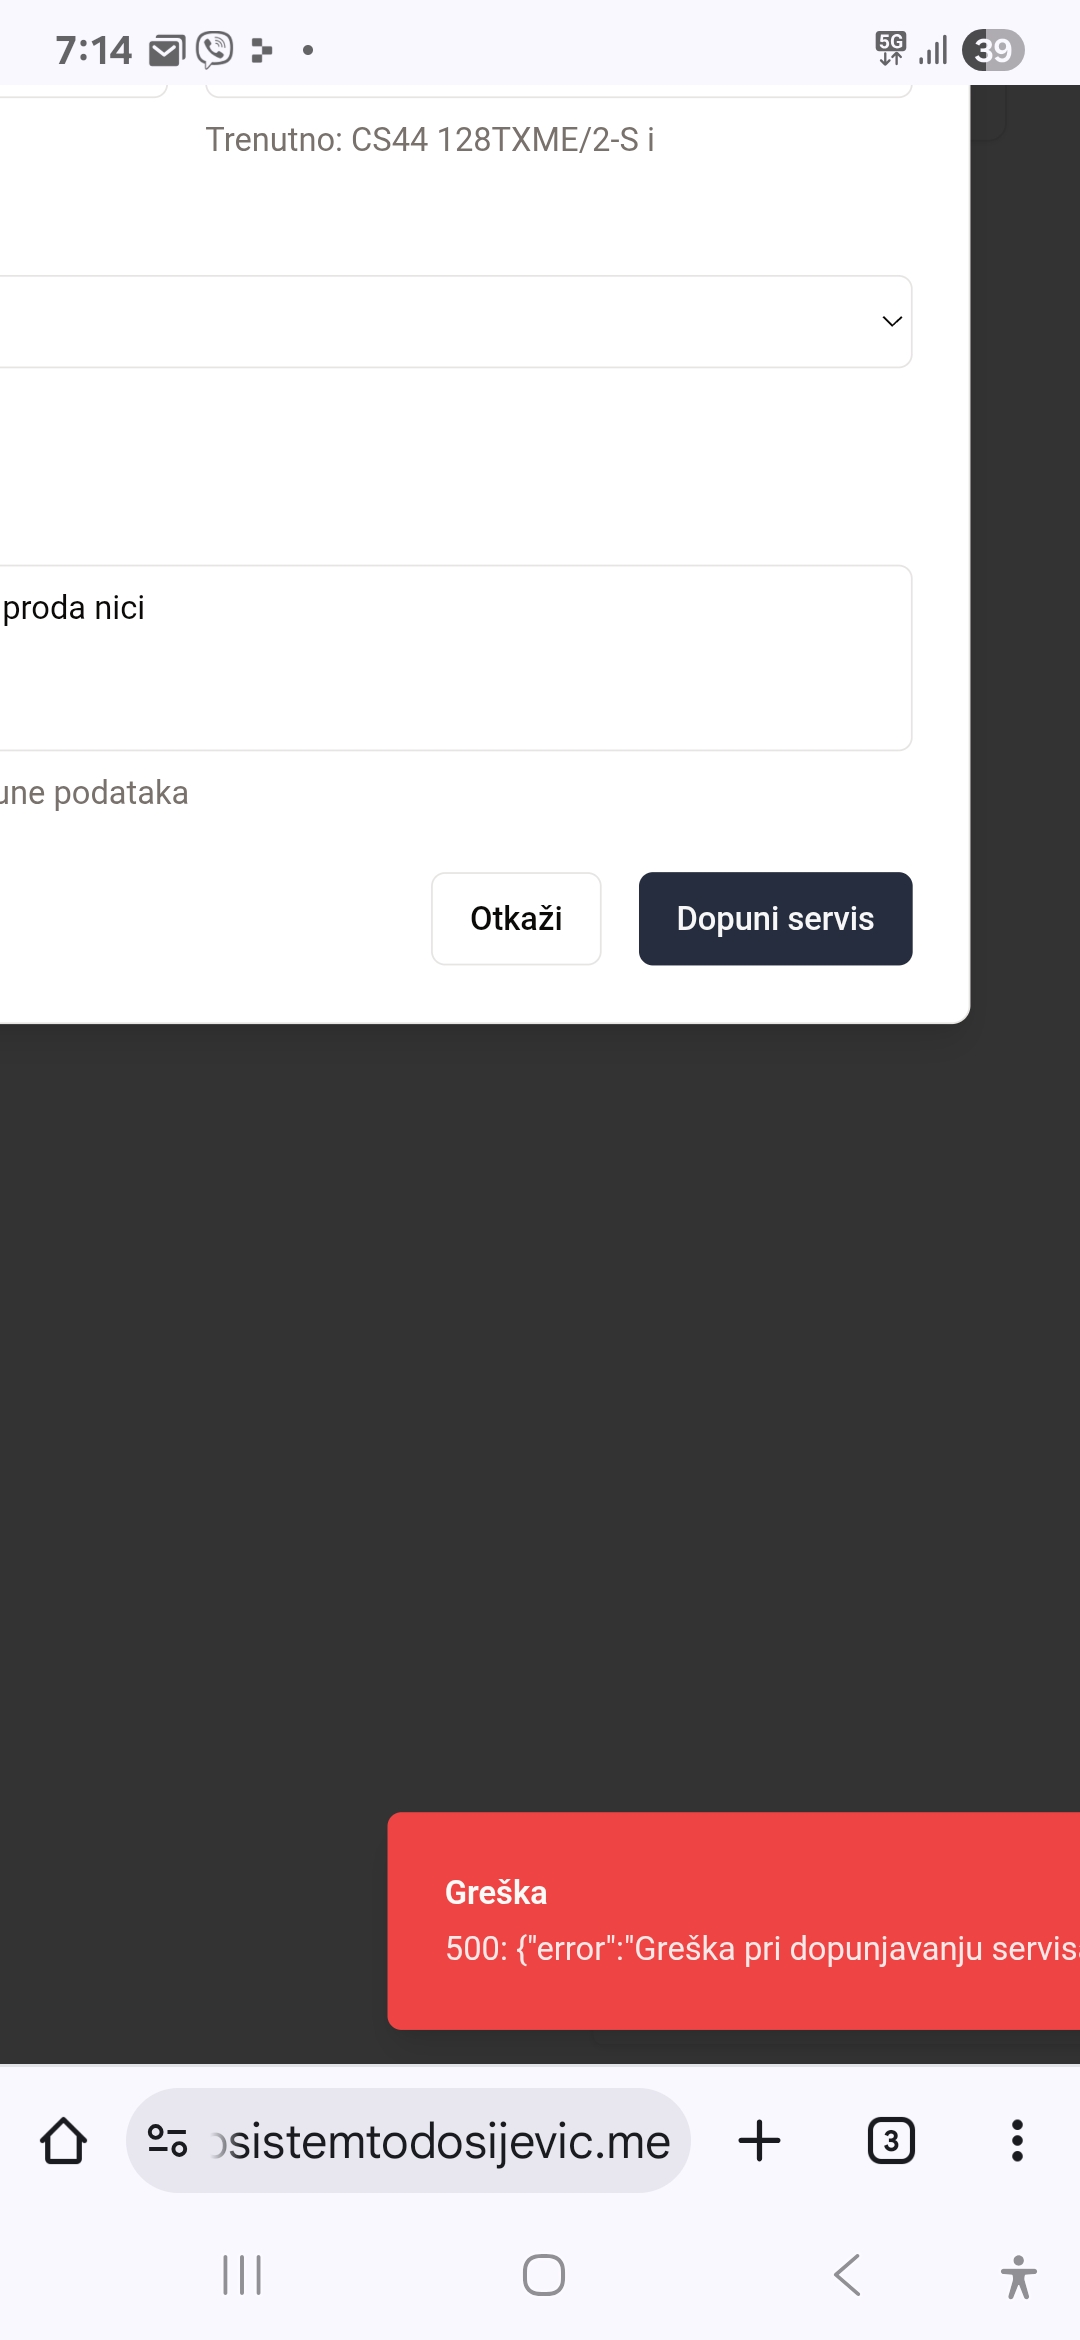 7:14
5G
39
Trenutno: CS44 128TXME/2-S i
proda nici
une podataka
Otkaži
Dopuni servis
Greška
500: {"error":"Greška pri dopunjavanju servis
sistemtodosijevic.me
3